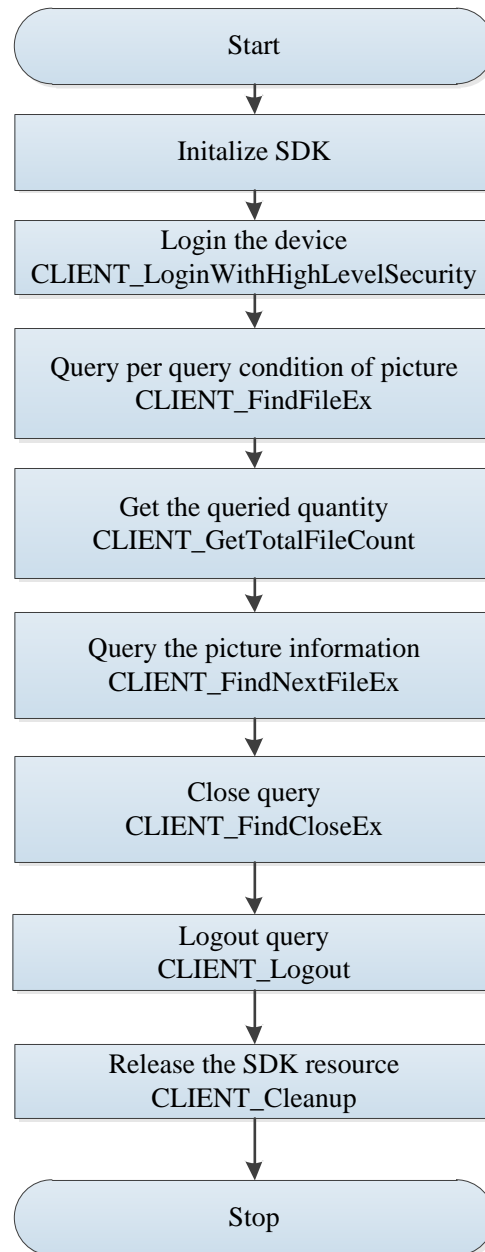 Start
Initalize SDK
Login the device
CLIENT_LoginWithHighLevelSecurity
Query per query condition of picture
CLIENT_FindFileEx
Get the queried quantity
CLIENT_GetTotalFileCount
Query the picture information
CLIENT_FindNextFileEx
Close query
CLIENT_FindCloseEx
Logout query
CLIENT_Logout
Release the SDK resource
CLIENT_Cleanup
Stop